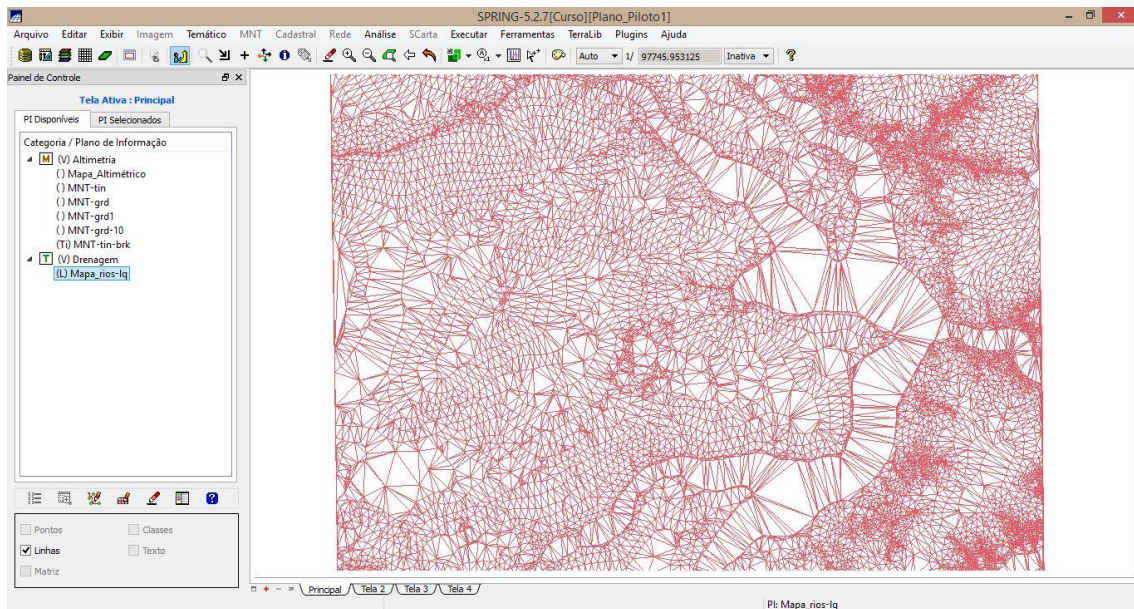 SPRING-5.2.7[Curso][Plano_Piloto1]
Arquivo Editar Exibir Imagem Temático MNT Cadastral Rede Análise SCarta Executar Ferramentas TerraLib Plugins Ajuda
Auto 1/ 97745.953125 Inativa
Painel de Controle
Tela Ativa : Principal
PI Disponíveis PI Selecionados
Categoria / Plano de Informação
M (V) Altimetria
( ) Mapa_Altimétrico
( ) MNT-tin
( ) MNT-grd
( ) MNT-grd1
( ) MNT-grd-10
(Ti) MNT-tin-brk
T (V) Drenagem
(L) Mapa_rios-lq
Pontos Classes
Linhas Texto
Matriz
Principal Tela 2 Tela 3 Tela 4
PI: Mapa_rios-lq